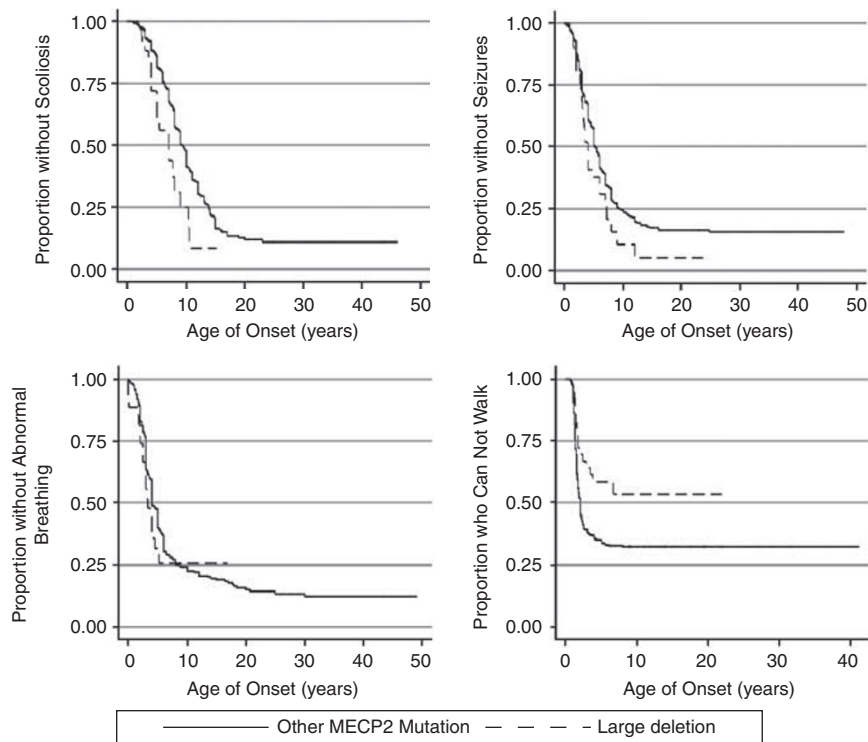 Proportion without Scoliosis
1.00
0.75
0.50
0.25
0.00
0 10 20 30 40 50
Age of Onset (years)
Proportion without Seizures
1.00
0.75
0.50
0.25
0.00
0 10 20 30 40 50
Age of Onset (years)
Proportion without Abnormal
Breathing
1.00
0.75
0.50
0.25
0.00
0 10 20 30 40 50
Age of Onset (years)
Proportion who Can Not Walk
1.00
0.75
0.50
0.25
0.00
0 10 20 30 40
Age of Onset (years)
Other MECP2 Mutation
Large deletion